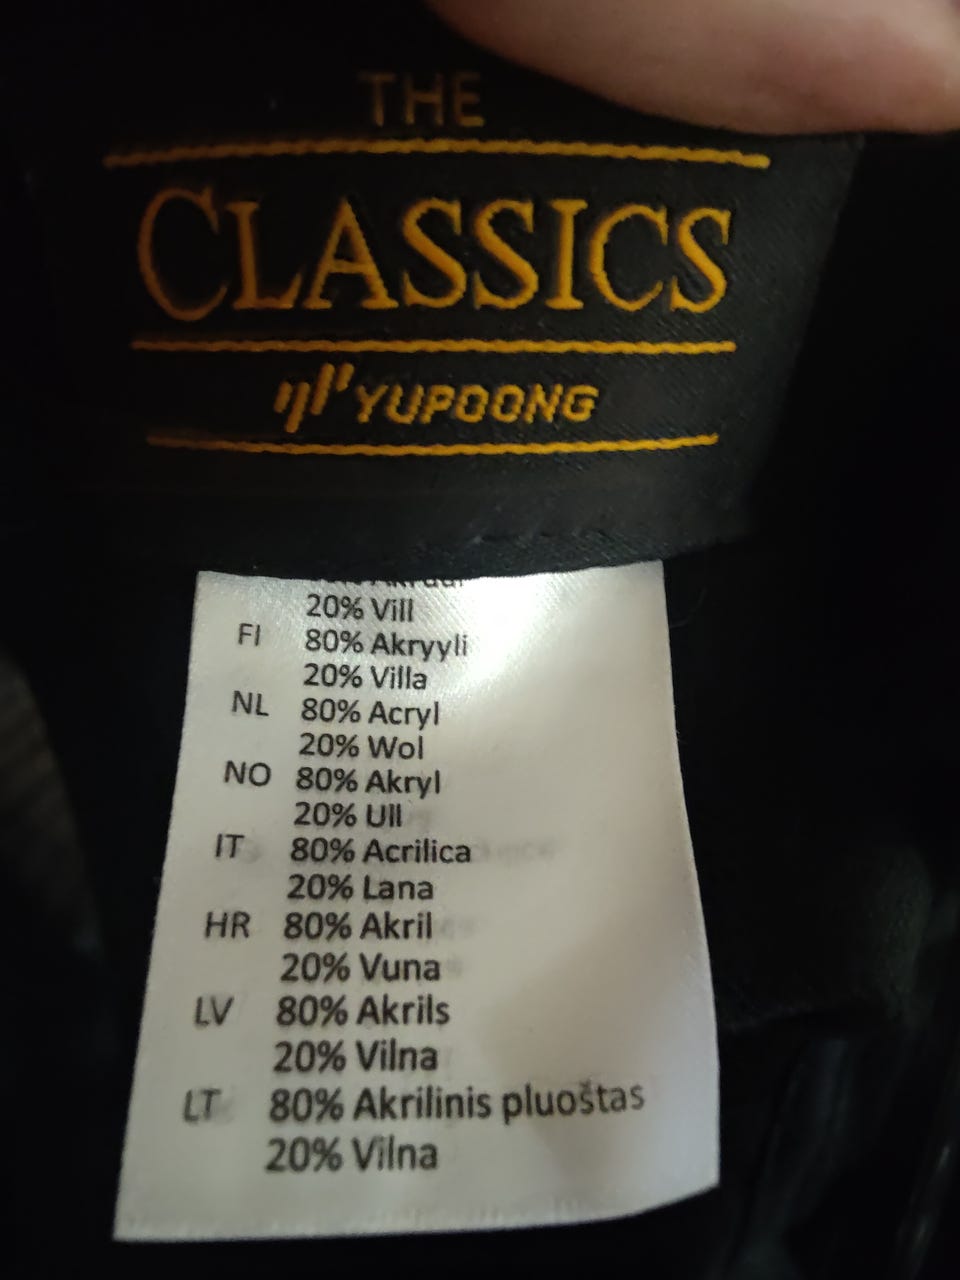 THE
CLASSICS
YUPOONG
20% Vill
FI 80% Akryyli
20% Villa
NL 80% Acryl
20% Wol
NO 80% Akryl
20% Ull
IT 80% Acrilica
20% Lana
HR 80% Akril
20% Vuna
LV 80% Akrils
20% Vilna
LT 80% Akrilinis pluoštas
20% Vilna